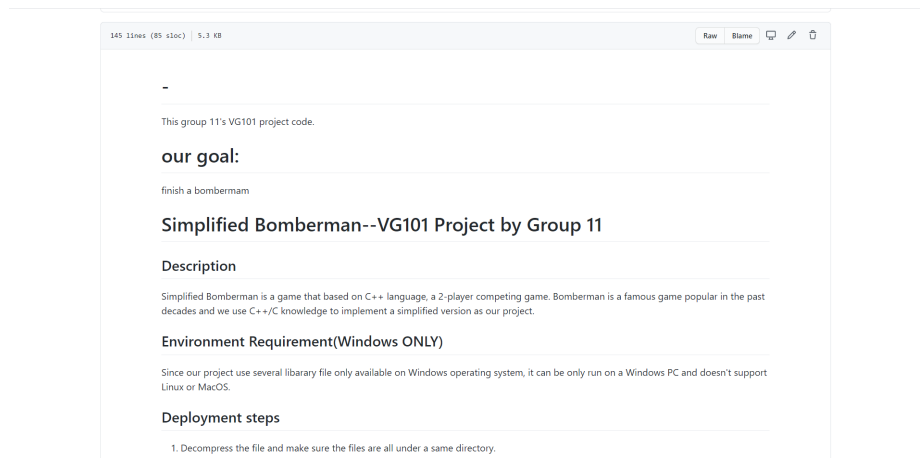 145 lines (85 sloc) 5.3 KB Raw Blame
-
This group 11's VG101 project code.
our goal:
finish a bombermam
Simplified Bomberman--VG101 Project by Group 11
Description
Simplified Bomberman is a game that based on C++ language, a 2-player competing game. Bomberman is a famous game popular in the past
decades and we use C++/C knowledge to implement a simplified version as our project.
Environment Requirement(Windows ONLY)
Since our project use several libarary file only available on Windows operating system, it can be only run on a Windows PC and doesn't support
Linux or MacOS.
Deployment steps
1. Decompress the file and make sure the files are all under a same directory.